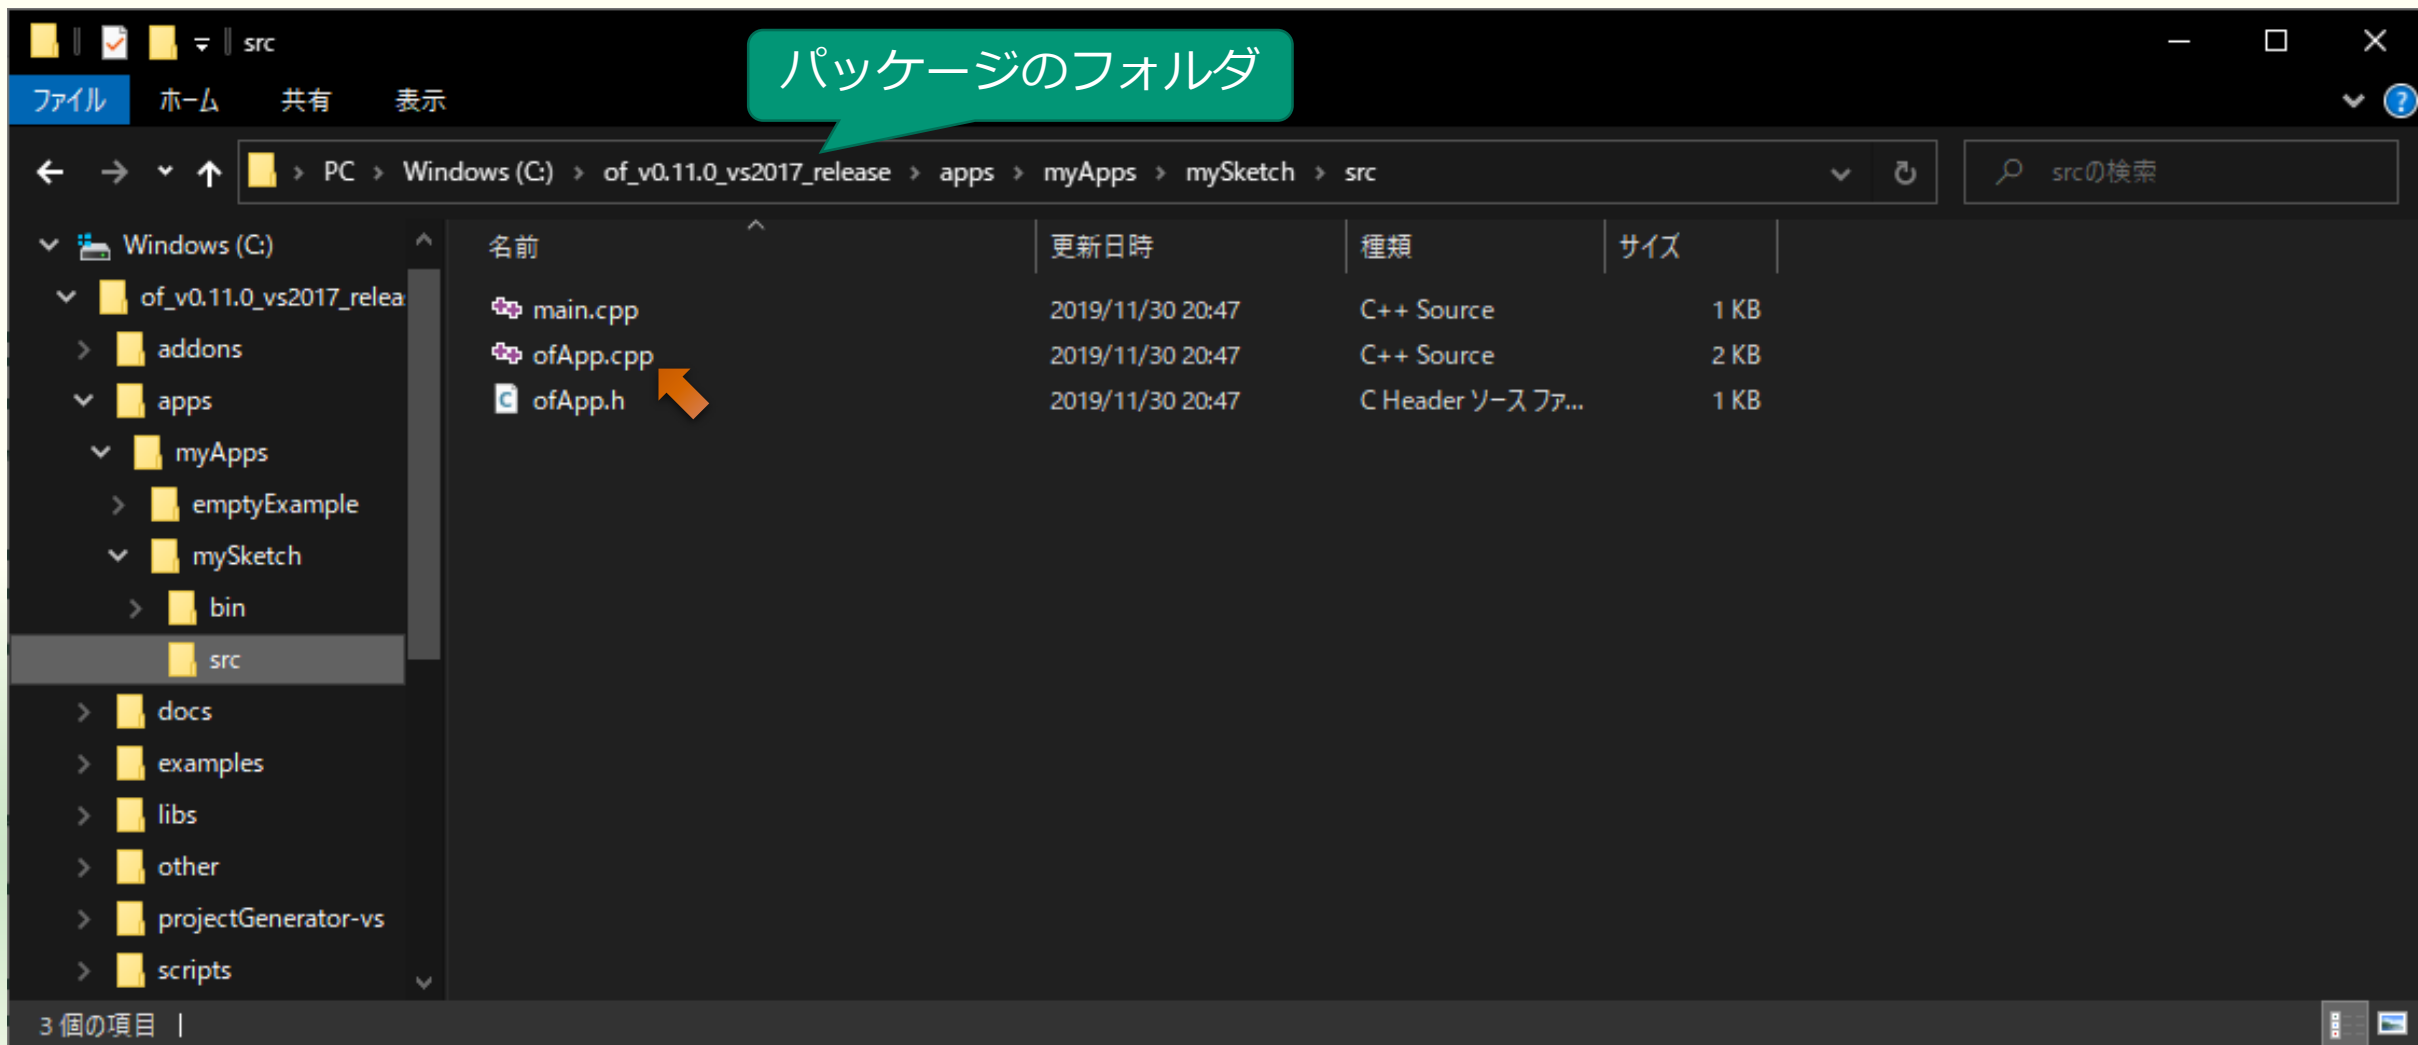 src
パッケージのフォルダ
ファイル ホーム 共有 表示
PC > Windows (C:) > of_v0.11.0_vs2017_release > apps > myApps > mySketch > src
srcの検索
Windows (C:)
of_v0.11.0_vs2017_relea
addons
apps
myApps
emptyExample
mySketch
bin
src
docs
examples
libs
other
projectGenerator-vs
scripts
名前 更新日時 種類 サイズ
main.cpp 2019/11/30 20:47 C++ Source 1 KB
ofApp.cpp 2019/11/30 20:47 C++ Source 2 KB
ofApp.h 2019/11/30 20:47 C Header ソース ファ... 1 KB
3 個の項目